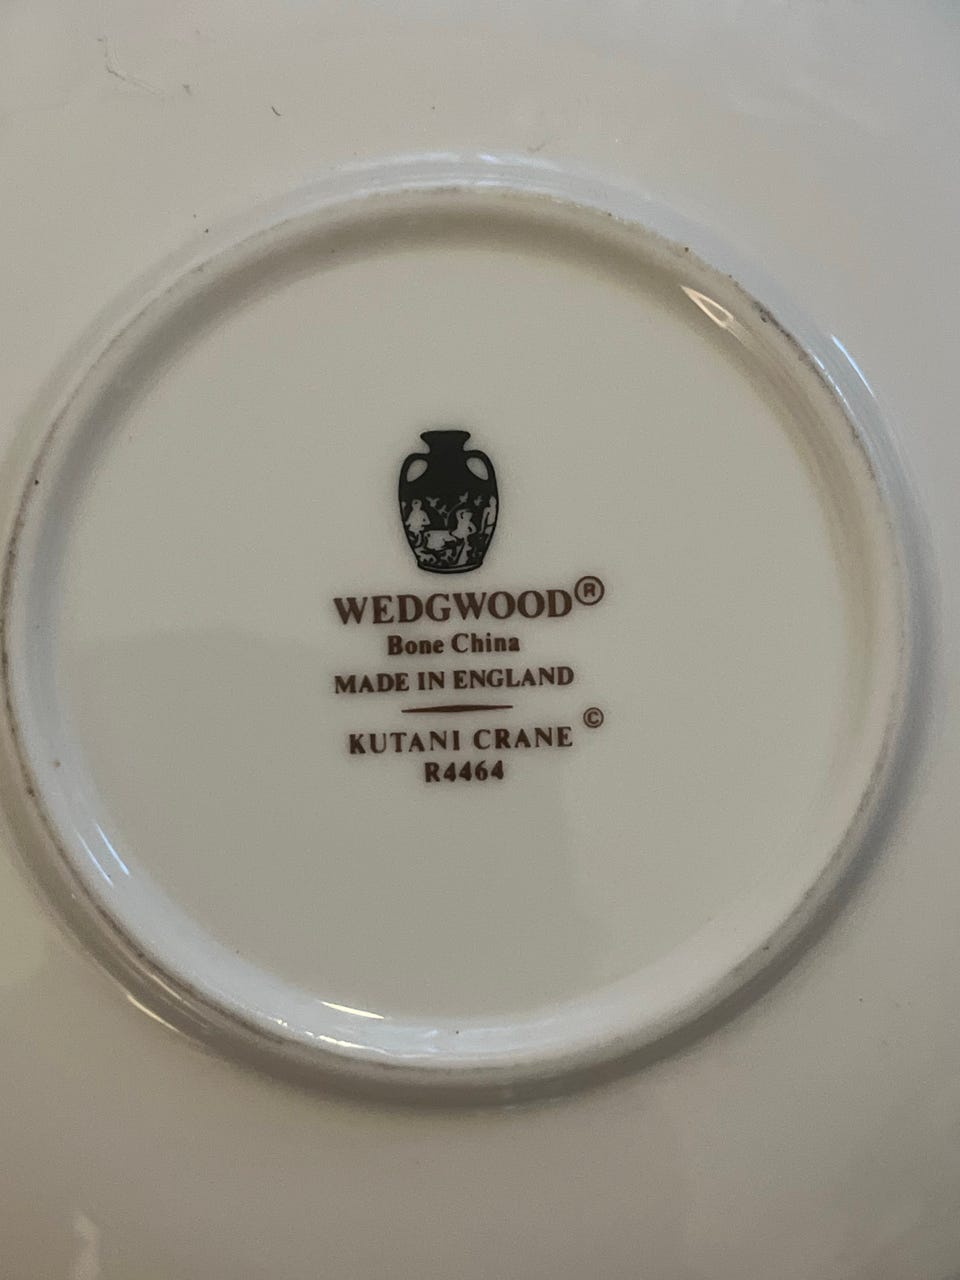 WEDGWOOD®
Bone China
MADE IN ENGLAND
KUTANI CRANE ©
R4464